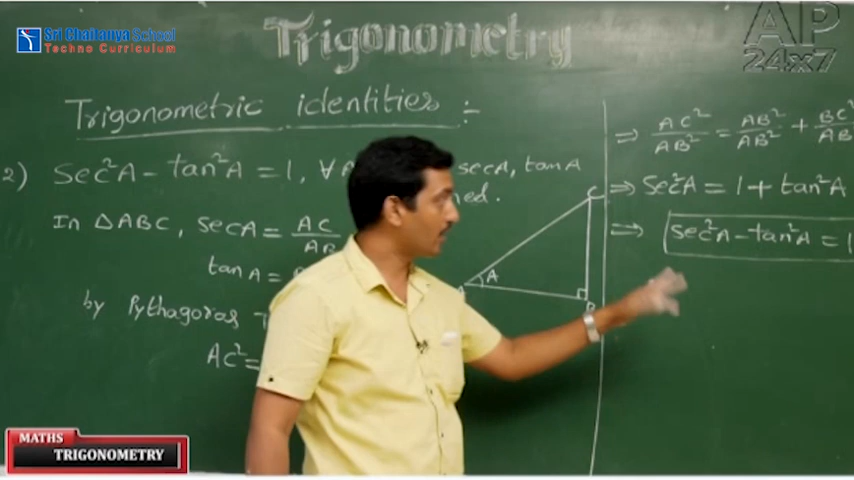 Sri Chaitanya School
Techno Curriculum
Trigonometry
AP
24x7
Trigonometric identities :-
2) Sec²A - tan²A = 1, ∀ secA, tanA
In ΔABC, secA = AC/AB
tanA =
by Pythagoras
AC² =
C
A
⇒ AC²/AB² = AB²/AB² + BC²/AB
⇒ Sec²A = 1 + tan²A
⇒ sec²A - tan²A = 1
MATHS
TRIGONOMETRY